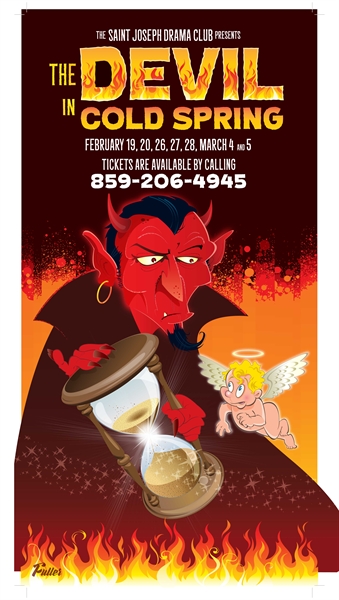 THE SAINT JOSEPH DRAMA CLUB PRESENTS
THE DEVIL
IN COLD SPRING
FEBRUARY 19, 20, 26, 27, 28, MARCH 4 AND 5
TICKETS ARE AVAILABLE BY CALLING
859-206-4945
Fuller